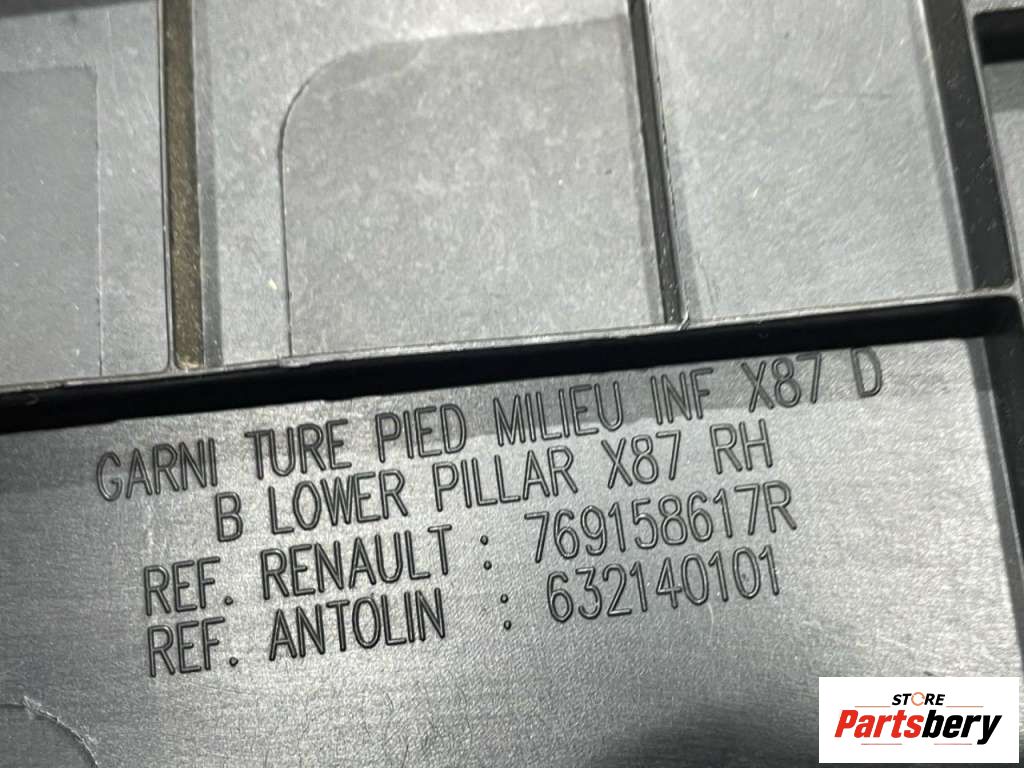 GARNI TURE PIED MILIEU INF X87 D
B LOWER PILLAR X87 RH
REF. RENAULT : 769158617R
REF. ANTOLIN : 632140101
STORE
Partsbery